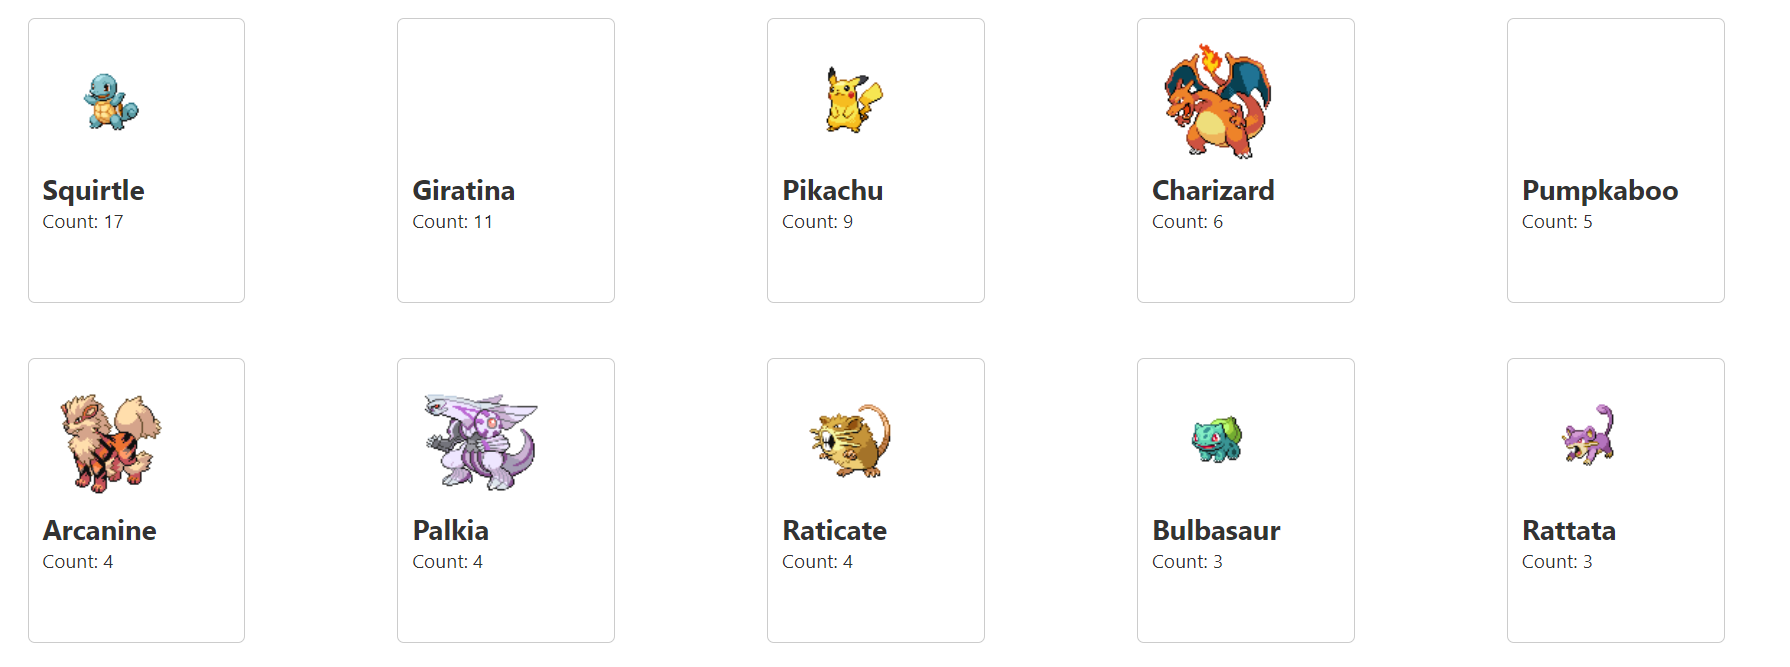 Squirtle
Count: 17
Giratina
Count: 11
Pikachu
Count: 9
Charizard
Count: 6
Pumpkaboo
Count: 5
Arcanine
Count: 4
Palkia
Count: 4
Raticate
Count: 4
Bulbasaur
Count: 3
Rattata
Count: 3